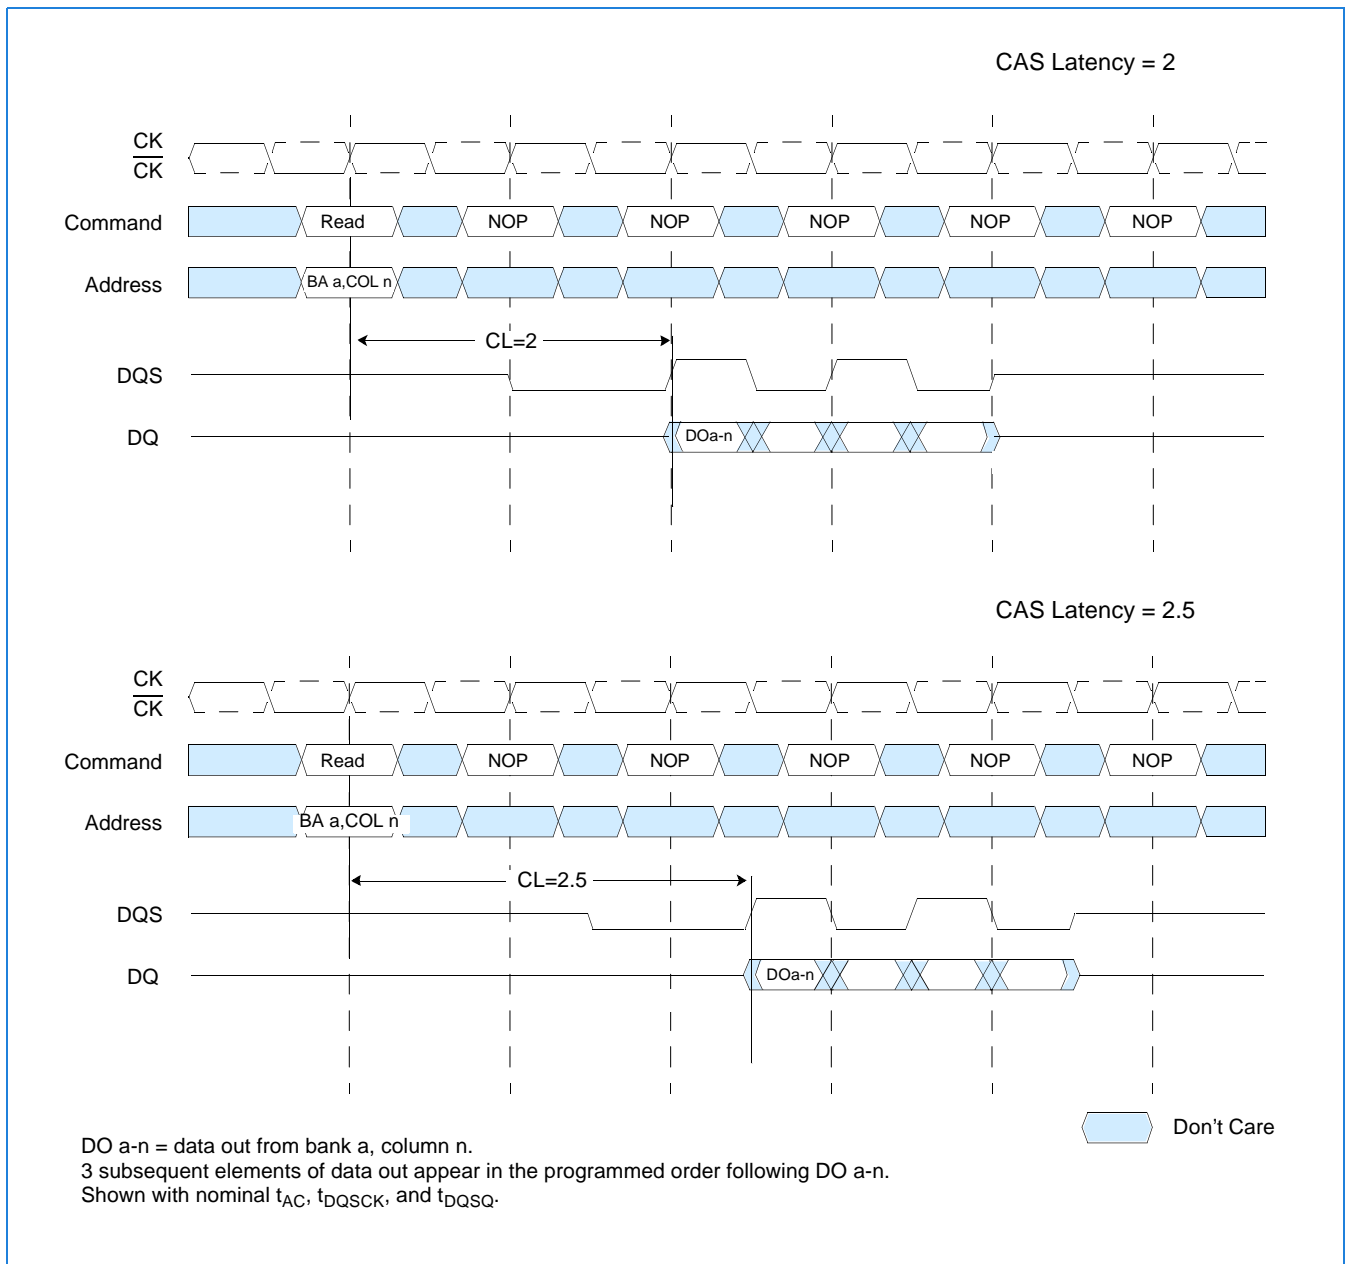 CAS Latency = 2
CK
CK
Command
Read
NOP
NOP
NOP
NOP
NOP
Address
BA a,COL n
CL=2
DQS
DQ
DOa-n
CAS Latency = 2.5
CK
CK
Command
Read
NOP
NOP
NOP
NOP
NOP
Address
BA a,COL n
CL=2.5
DQS
DQ
DOa-n
Don't Care
DO a-n = data out from bank a, column n.
3 subsequent elements of data out appear in the programmed order following DO a-n.
Shown with nominal tAC, tDQSCK, and tDQSQ.